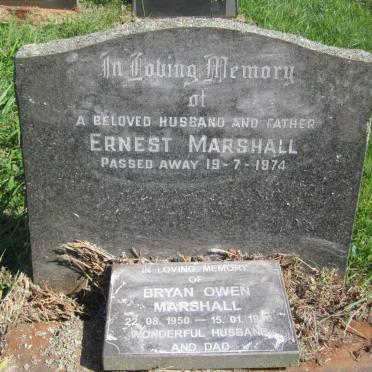 In Loving Memory
of
A BELOVED HUSBAND AND FATHER
ERNEST MARSHALL
PASSED AWAY 19-7-1974
IN LOVING MEMORY OF
BRYAN OWEN
MARSHALL
22. 08. 1950 — 15. 01.
WONDERFUL HUSBAND
AND DAD